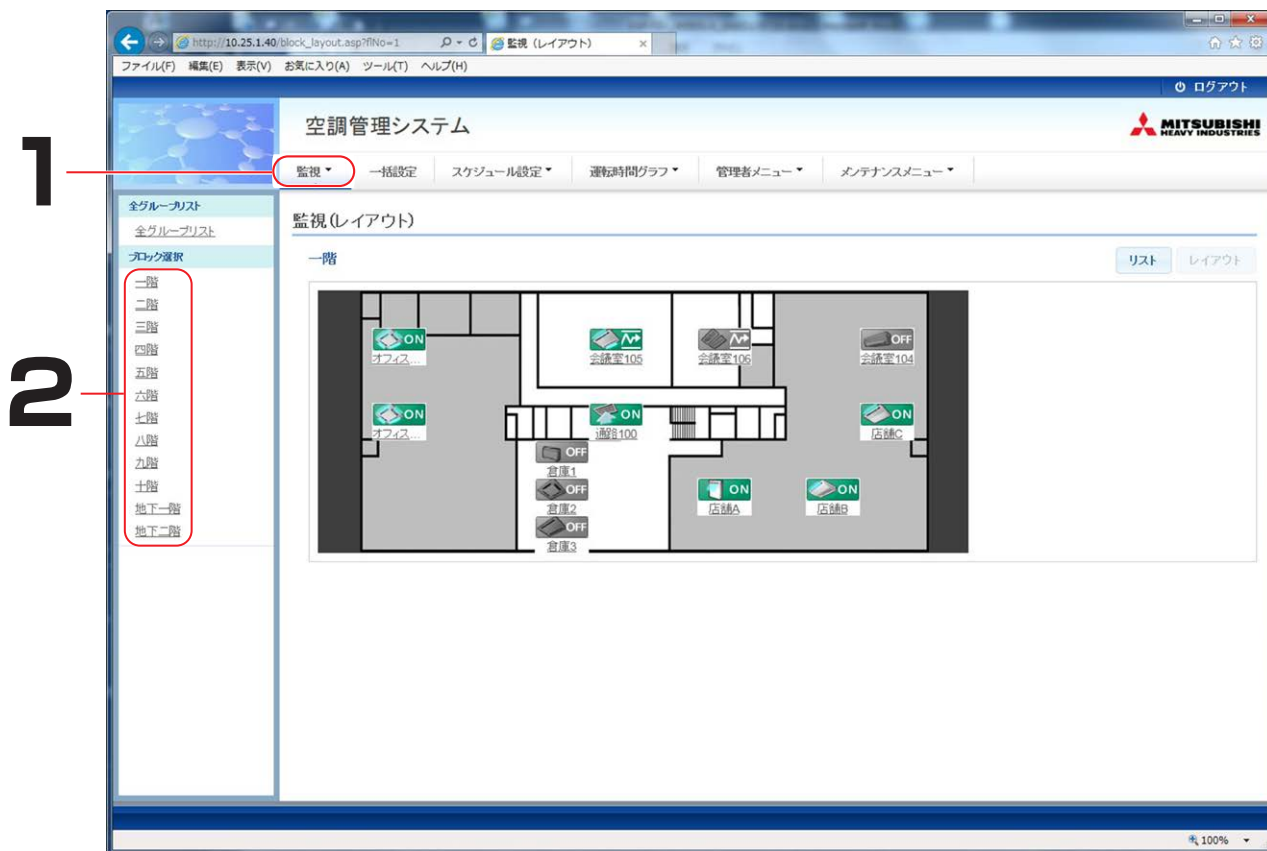 http://10.25.1.40/block_layout.asp?flNo=1
監視（レイアウト）
ファイル(F) 編集(E) 表示(V) お気に入り(A) ツール(T) ヘルプ(H)
ログアウト
空調管理システム
MITSUBISHI
HEAVY INDUSTRIES
1
監視 一括設定 スケジュール設定 運転時間グラフ 管理者メニュー メンテナンスメニュー
全グループリスト
全グループリスト
ブロック選択
2
一階
二階
三階
四階
五階
六階
七階
八階
九階
十階
地下一階
地下二階
監視(レイアウト)
一階
リスト レイアウト
ON
オフィス...
会議室105
会議室106
OFF
会議室104
ON
オフィス...
ON
通路100
ON
店舗C
OFF
倉庫1
OFF
倉庫2
OFF
倉庫3
ON
店舗A
ON
店舗B
100%